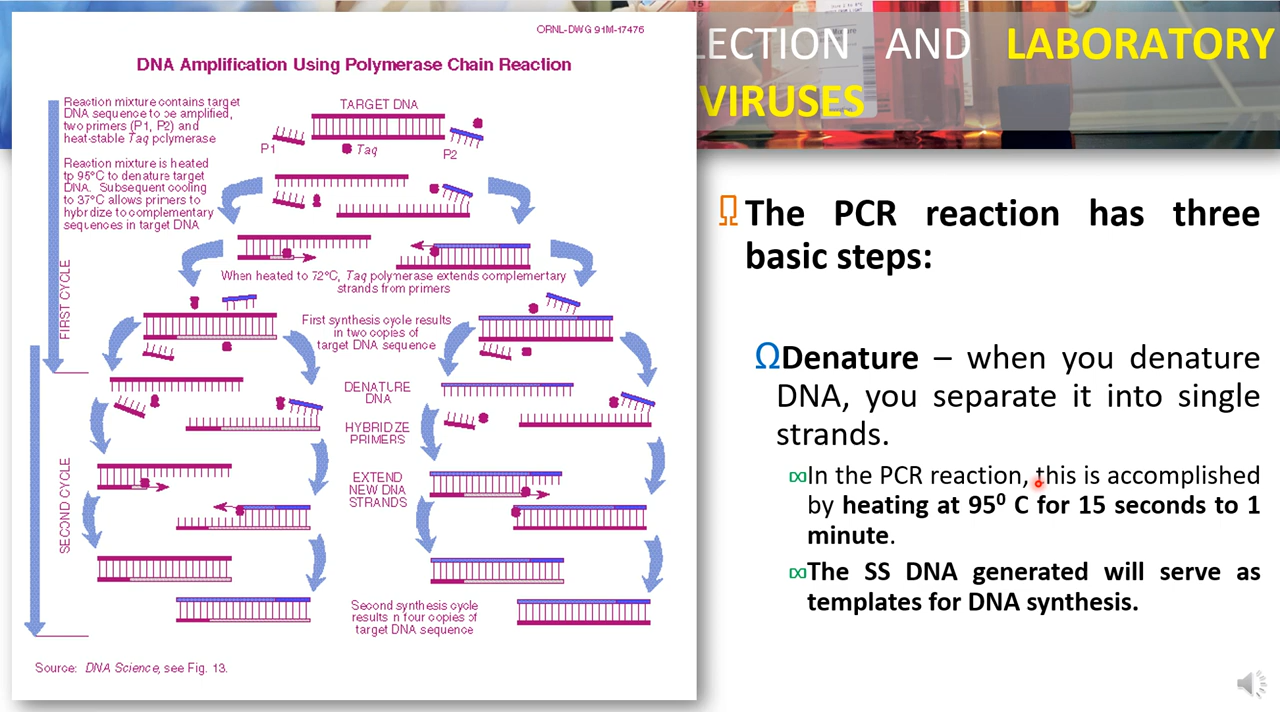 ORNL-DWG 91M-17476
DNA Amplification Using Polymerase Chain Reaction
Reaction mixture contains target
DNA sequence to be amplified,
two primers (P1, P2) and
heat-stable Taq polymerase
TARGET DNA
P1
Taq
P2
Reaction mixture is heated
tp 95°C to denature target
DNA. Subsequent cooling
to 37°C allows primers to
hybridize to complementary
sequences in target DNA
When heated to 72°C, Taq polymerase extends complementary
strands from primers
FIRST CYCLE
First synthesis cycle results
in two copies of
target DNA sequence
DENATURE
DNA
HYBRIDZE
PRIMERS
EXTEND
NEW DNA
STRANDS
SECOND CYCLE
Second synthesis cycle
results n four copies of
target DNA sequence
Source: DNA Science, see Fig. 13.
LECTION AND LABORATORY
VIRUSES
ΩThe PCR reaction has three
basic steps:
ΩDenature – when you denature
DNA, you separate it into single
strands.
∞In the PCR reaction, this is accomplished
by heating at 95⁰ C for 15 seconds to 1
minute.
∞The SS DNA generated will serve as
templates for DNA synthesis.